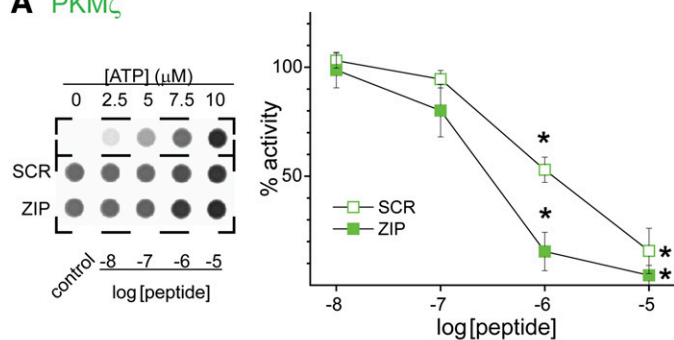 A PKMζ
[ATP] (μM)
0 2.5 5 7.5 10
SCR
ZIP
control
-8 -7 -6 -5
log[peptide]
% activity
100
50
SCR
ZIP
*
*
*
*
-8 -7 -6 -5
log[peptide]